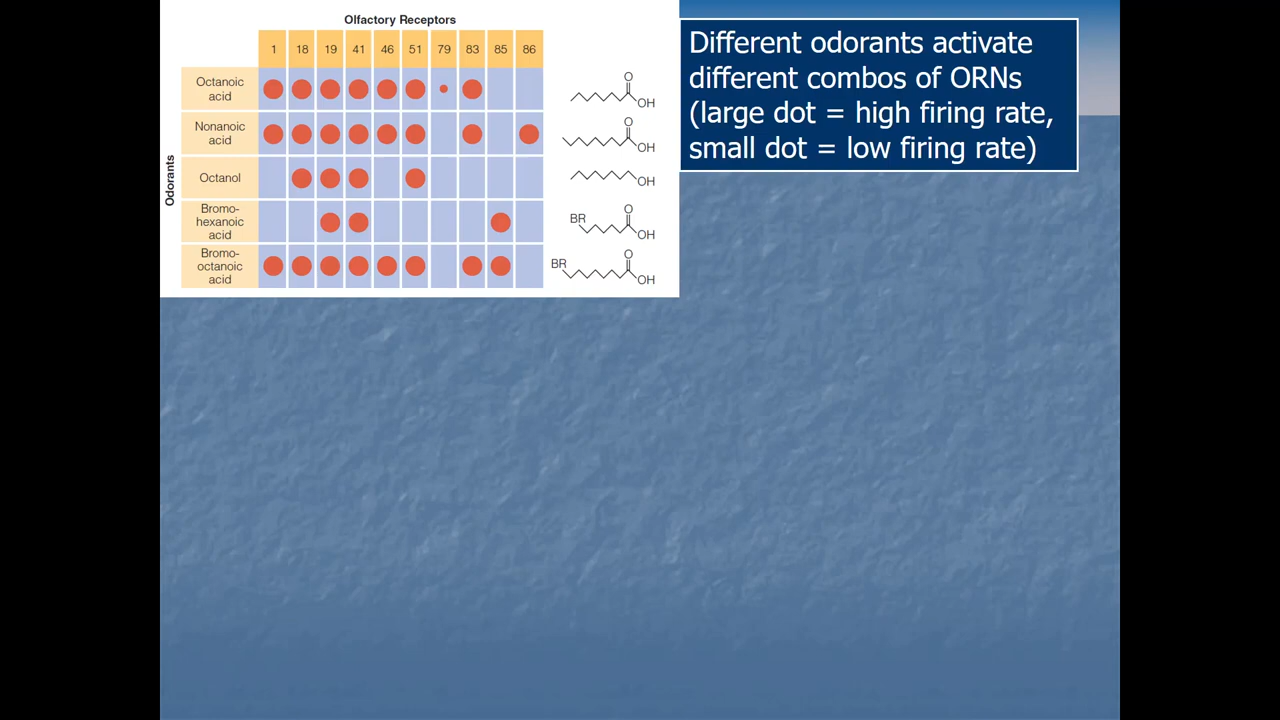 Olfactory Receptors
1 18 19 41 46 51 79 83 85 86
Odorants
Octanoic
acid
Nonanoic
acid
Octanol
Bromo-
hexanoic
acid
Bromo-
octanoic
acid
O
OH
O
OH
OH
BR
O
OH
BR
O
OH
Different odorants activate
different combos of ORNs
(large dot = high firing rate,
small dot = low firing rate)